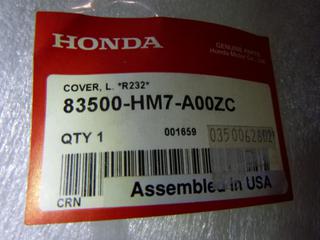 HONDA
GENUINE PARTS
Honda Motor Co., Ltd.
COVER, L. *R232*
83500-HM7-A00ZC
QTY 1
001659
0350062802
Assembled in USA
CRN